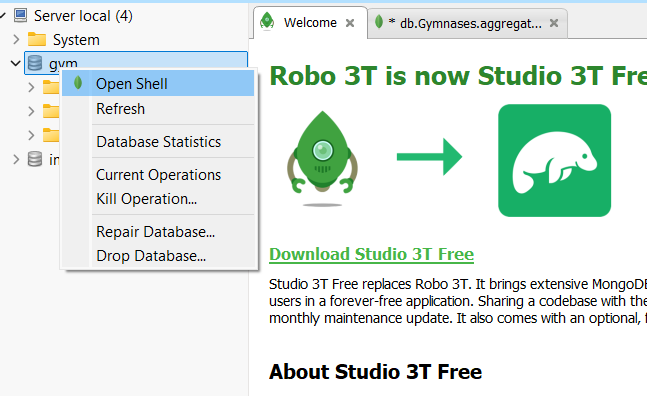 Server local (4)
System
gym
in
Open Shell
Refresh
Database Statistics
Current Operations
Kill Operation...
Repair Database...
Drop Database...
Welcome
* db.Gymnases.aggregat...
Robo 3T is now Studio 3T Fre
Download Studio 3T Free
Studio 3T Free replaces Robo 3T. It brings extensive MongoDB
users in a forever-free application. Sharing a codebase with the
monthly maintenance update. It also comes with an optional, f
About Studio 3T Free